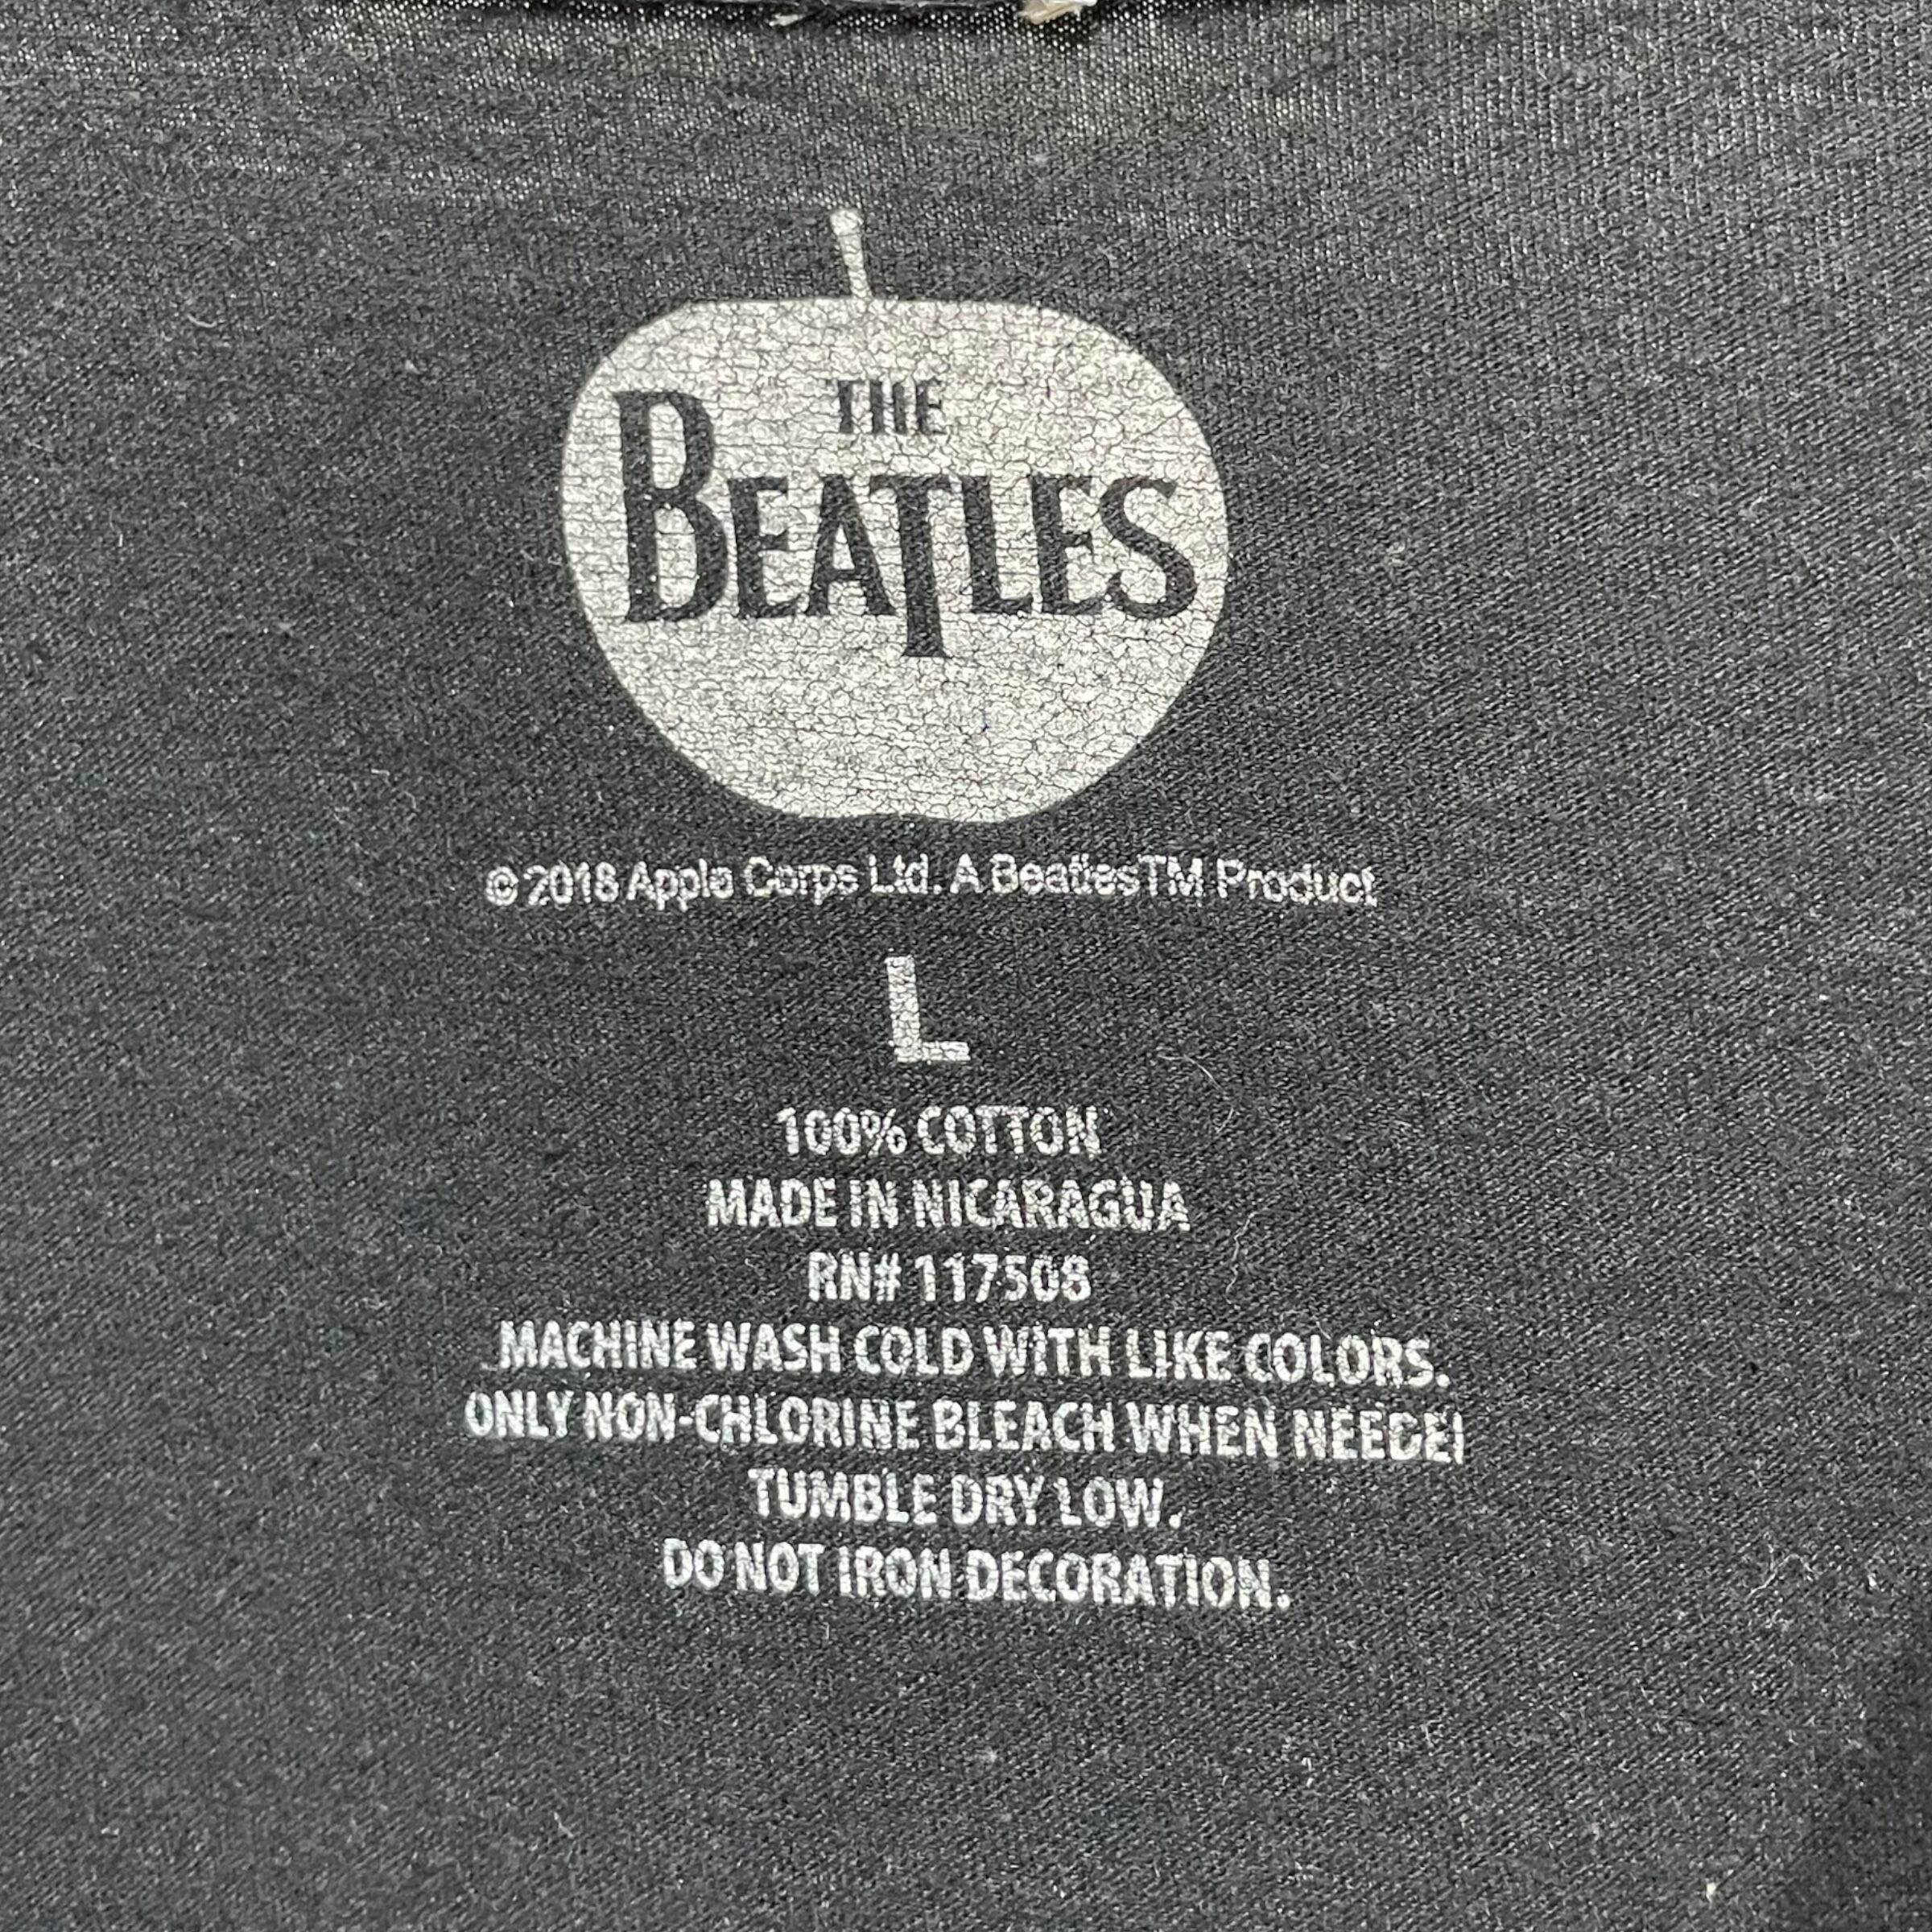 THE
BEATLES
© 2018 Apple Corps Ltd. A BeatlesTM Product
L
100% COTTON
MADE IN NICARAGUA
RN# 117508
MACHINE WASH COLD WITH LIKE COLORS.
ONLY NON-CHLORINE BLEACH WHEN NEEDE
TUMBLE DRY LOW.
DO NOT IRON DECORATION.